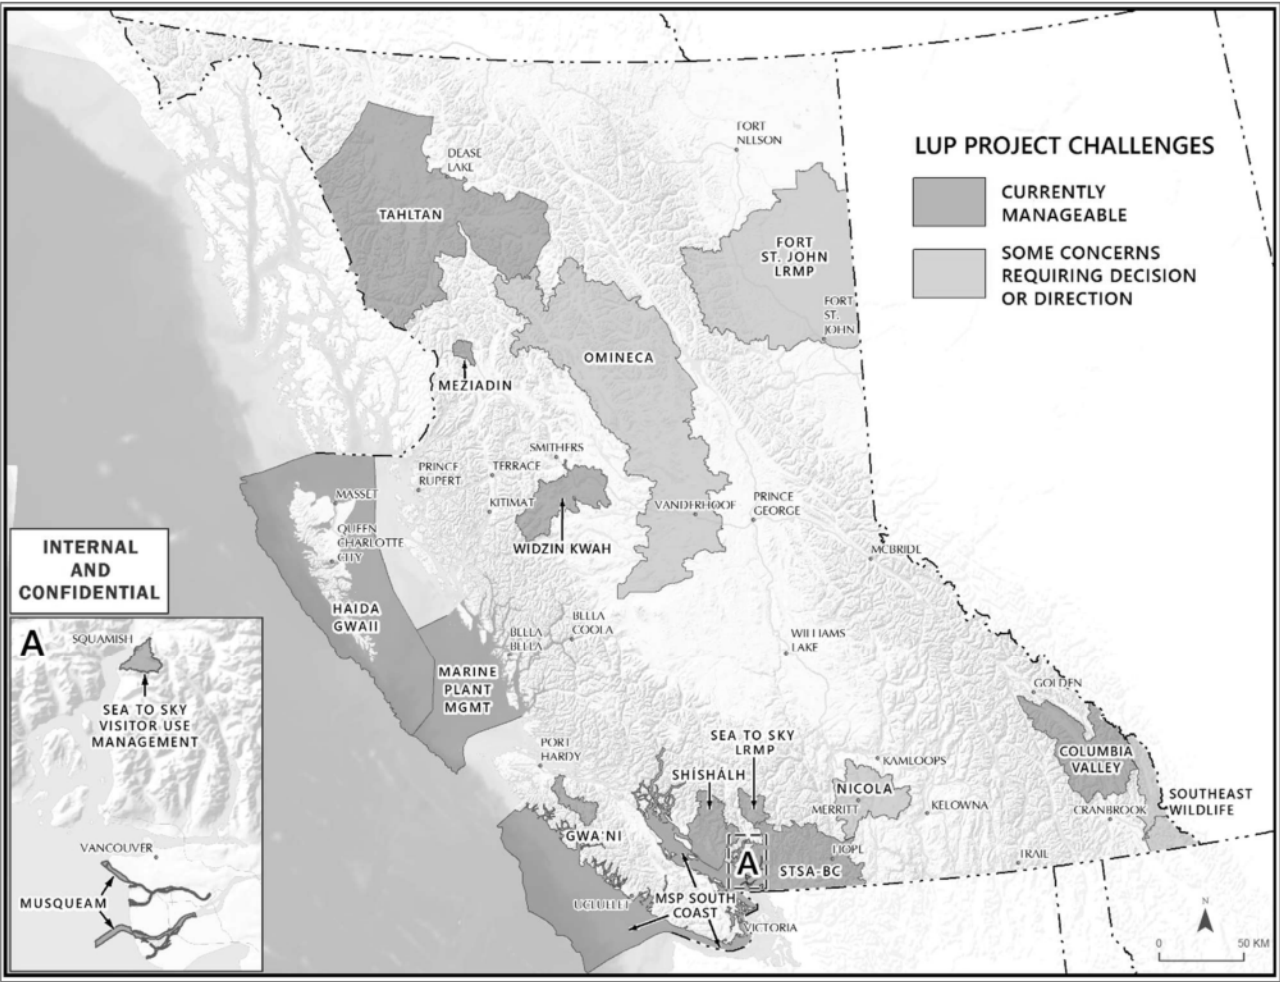 LUP PROJECT CHALLENGES
CURRENTLY
MANAGEABLE
SOME CONCERNS
REQUIRING DECISION
OR DIRECTION
FORT
NELSON
DEASE
LAKE
TAHLTAN
FORT
ST. JOHN
LRMP
FORT
ST.
JOHN
OMINECA
MEZIADIN
SMITHERS
TERRACE
PRINCE
RUPERT
KITIMAT
MASSET
QUEEN
CHARLOTTE
CITY
VANDERHOOF
PRINCE
GEORGE
WIDZIN KWAH
MCBRIDE
INTERNAL
AND
CONFIDENTIAL
HAIDA
GWAII
BELLA
BELLA
BELLA
COOLA
WILLIAMS
LAKE
MARINE
PLANT
MGMT
GOLDEN
PORT
HARDY
SEA TO SKY
LRMP
SHÍSHÁLH
KAMLOOPS
COLUMBIA
VALLEY
NICOLA
MERRITT
KELOWNA
CRANBROOK
SOUTHEAST
WILDLIFE
GWA'NI
HOPE
TRAIL
A
STSA-BC
UCLUELET
MSP SOUTH
COAST
VICTORIA
A
SQUAMISH
SEA TO SKY
VISITOR USE
MANAGEMENT
VANCOUVER
MUSQUEAM
N
0 50 KM